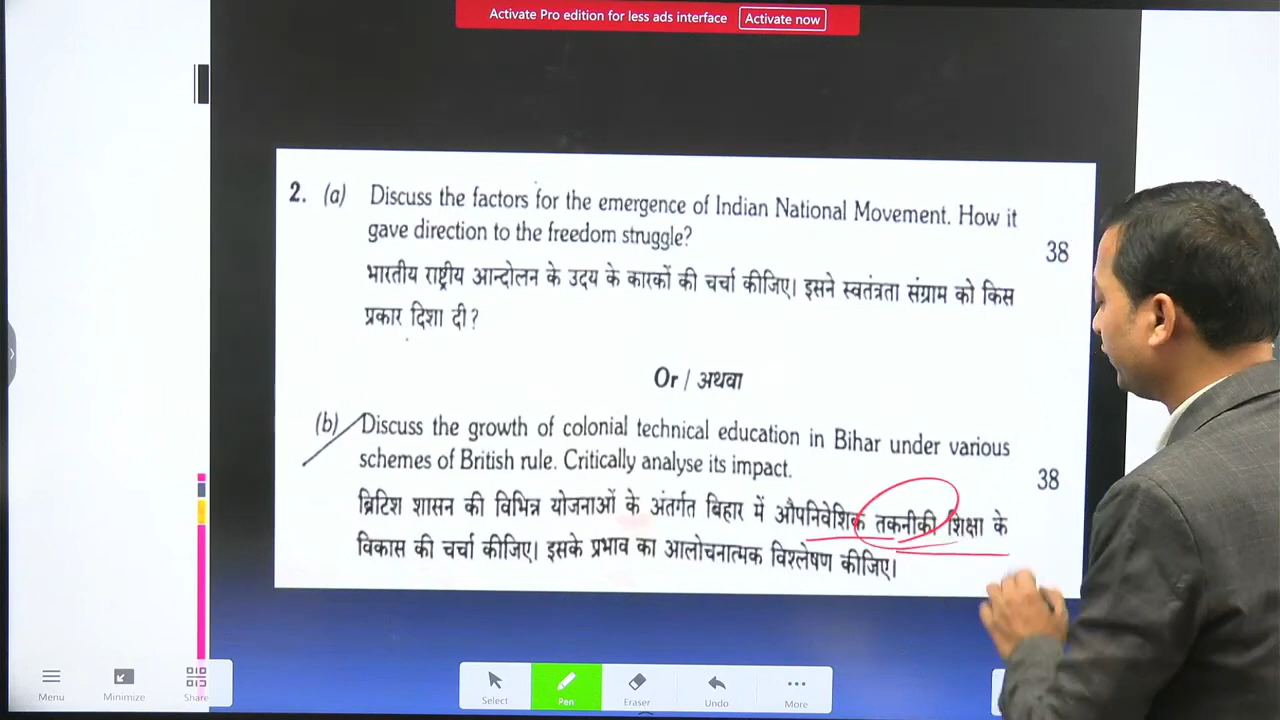 Activate Pro edition for less ads interface Activate now
2. (a) Discuss the factors for the emergence of Indian National Movement. How it
gave direction to the freedom struggle?
38
भारतीय राष्ट्रीय आन्दोलन के उदय के कारकों की चर्चा कीजिए। इसने स्वतंत्रता संग्राम को किस
प्रकार दिशा दी?
Or / अथवा
(b) Discuss the growth of colonial technical education in Bihar under various
schemes of British rule. Critically analyse its impact.
38
ब्रिटिश शासन की विभिन्न योजनाओं के अंतर्गत बिहार में औपनिवेशिक तकनीकी शिक्षा के
विकास की चर्चा कीजिए। इसके प्रभाव का आलोचनात्मक विश्लेषण कीजिए।
Menu Minimize Share Select Pen Eraser Undo More